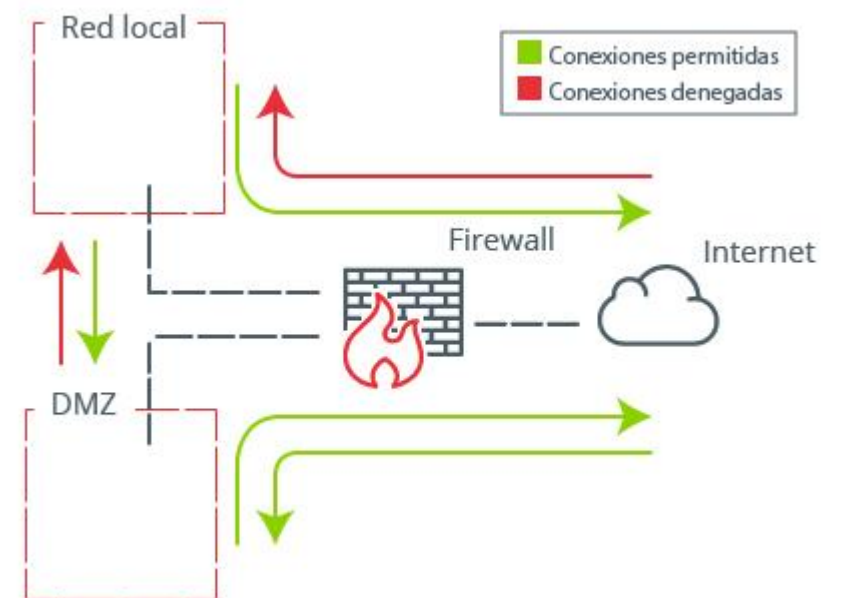 Red local
Conexiones permitidas
Conexiones denegadas
Firewall
Internet
DMZ